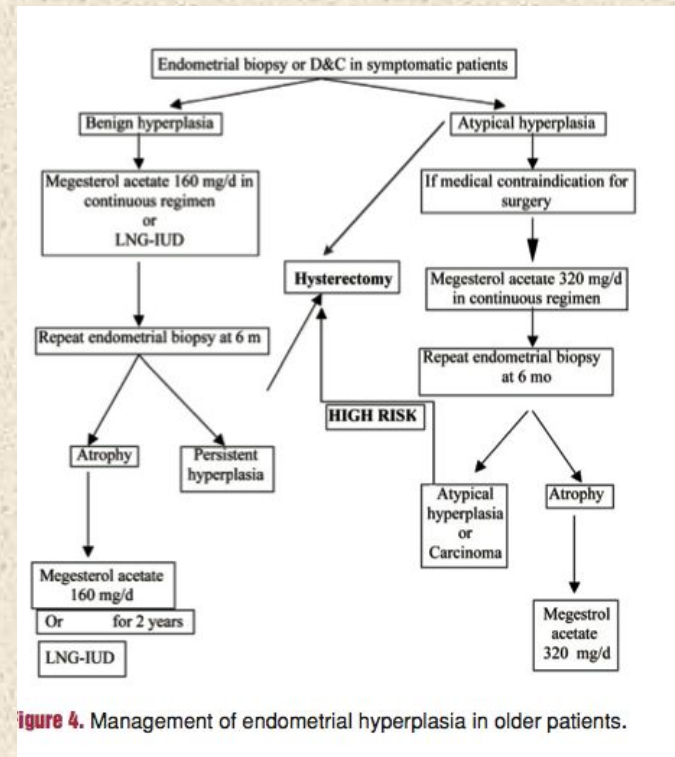 Endometrial biopsy or D&C in symptomatic patients
Benign hyperplasia
Atypical hyperplasia
Megesterol acetate 160 mg/d in
continuous regimen
or
LNG-IUD
If medical contraindication for
surgery
Hysterectomy
Megesterol acetate 320 mg/d
in continuous regimen
Repeat endometrial biopsy at 6 m
Repeat endometrial biopsy
at 6 mo
HIGH RISK
Atrophy
Persistent
hyperplasia
Atypical
hyperplasia
or
Carcinoma
Atrophy
Megesterol acetate
160 mg/d
Or for 2 years
LNG-IUD
Megestrol
acetate
320 mg/d
igure 4. Management of endometrial hyperplasia in older patients.